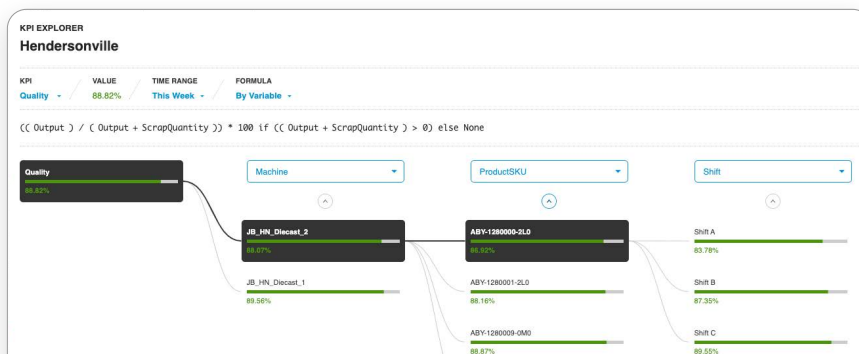 KPI EXPLORER
Hendersonville
KPI VALUE TIME RANGE FORMULA
Quality 88.82% This Week By Variable
(( Output ) / ( Output + ScrapQuantity )) * 100 if (( Output + ScrapQuantity ) > 0) else None
Quality Machine ProductSKU Shift
88.82%
JB_HN_Diecast_2 ABY-1280000-2L0 Shift A
88.07% 86.92% 83.78%
JB_HN_Diecast_1 ABY-1280001-2L0 Shift B
89.56% 88.16% 87.35%
ABY-1280009-0M0 Shift C
88.87% 89.55%